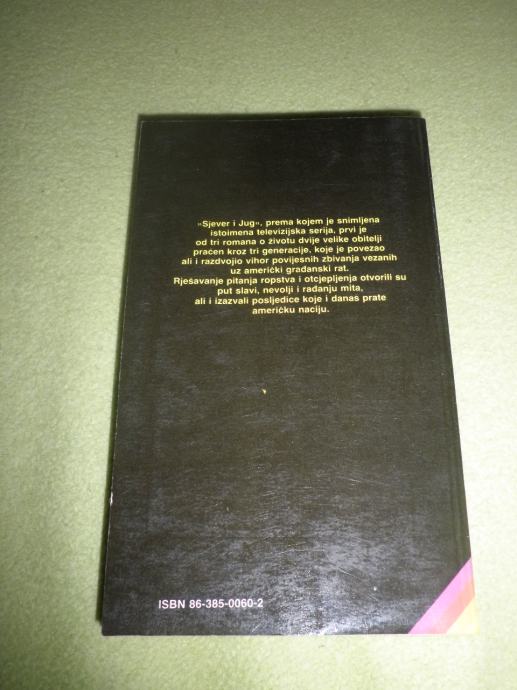 »Sjever i Jug«, prema kojem je snimljena
istoimena televizijska serija, prvi je
od tri romana o životu dvije velike obitelji
praćen kroz tri generacije, koje je povezao
ali i razdvojio vihor povijesnih zbivanja vezanih
uz američki građanski rat.
Rješavanje pitanja ropstva i otcjepljenja otvorili su
put slavi, nevolji i rađanju mita,
ali i izazvali posljedice koje i danas prate
američku naciju.
ISBN 86-385-0060-2